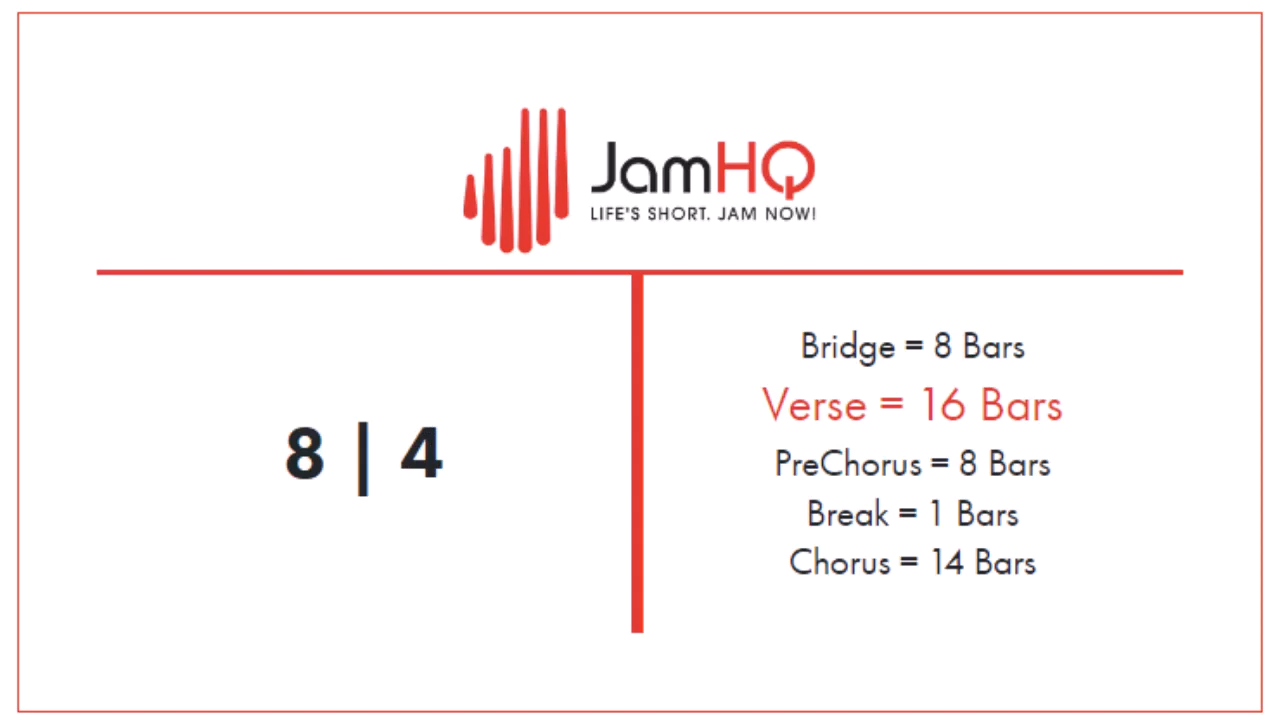 JamHQ
LIFE'S SHORT. JAM NOW!
8 | 4
Bridge = 8 Bars
Verse = 16 Bars
PreChorus = 8 Bars
Break = 1 Bars
Chorus = 14 Bars